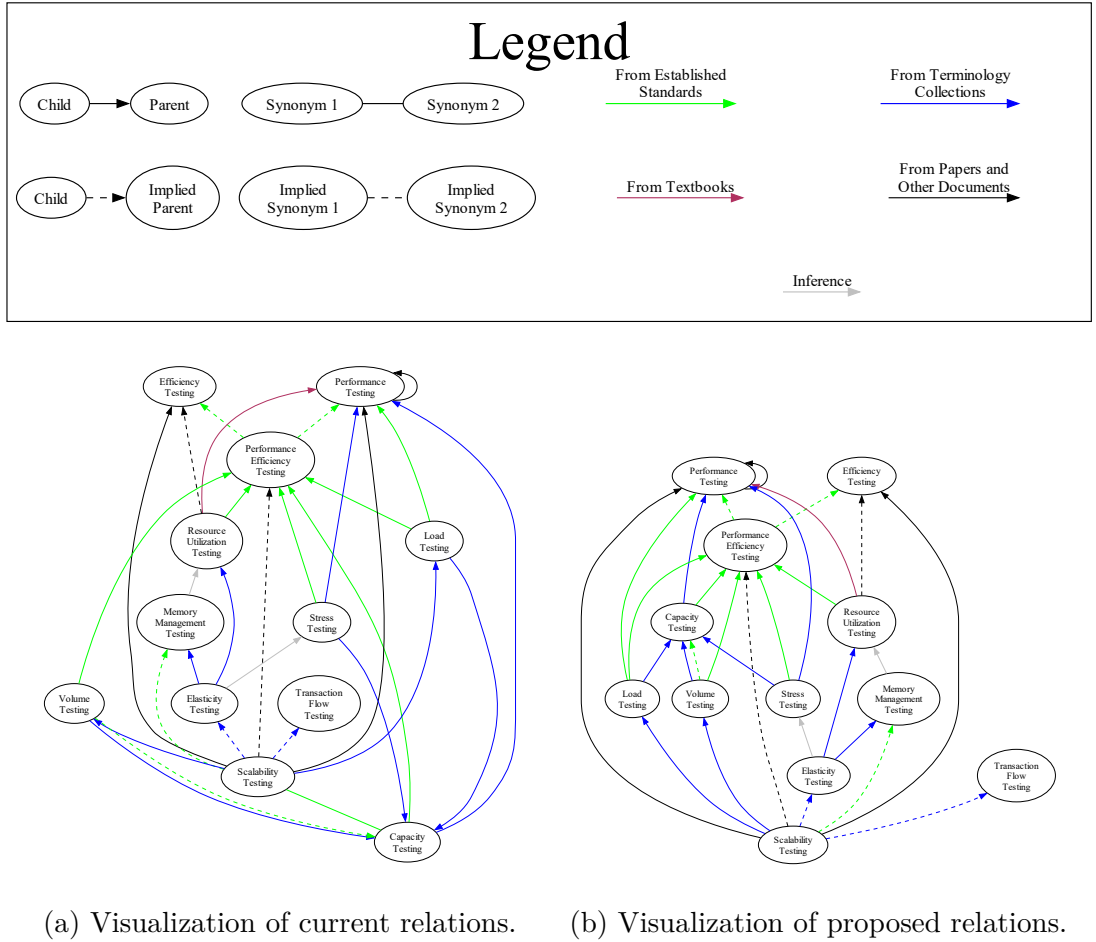 Legend
Child
Parent
Synonym 1
Synonym 2
From Established
Standards
From Terminology
Collections
Child
Implied
Parent
Implied
Synonym 1
Implied
Synonym 2
From Textbooks
From Papers and
Other Documents
Inference
Efficiency
Testing
Performance
Testing
Performance
Efficiency
Testing
Resource
Utilization
Testing
Load
Testing
Memory
Management
Testing
Stress
Testing
Volume
Testing
Elasticity
Testing
Transaction
Flow
Testing
Scalability
Testing
Capacity
Testing
(a) Visualization of current relations.
Performance
Testing
Efficiency
Testing
Performance
Efficiency
Testing
Capacity
Testing
Resource
Utilization
Testing
Load
Testing
Volume
Testing
Stress
Testing
Memory
Management
Testing
Elasticity
Testing
Transaction
Flow
Testing
Scalability
Testing
(b) Visualization of proposed relations.